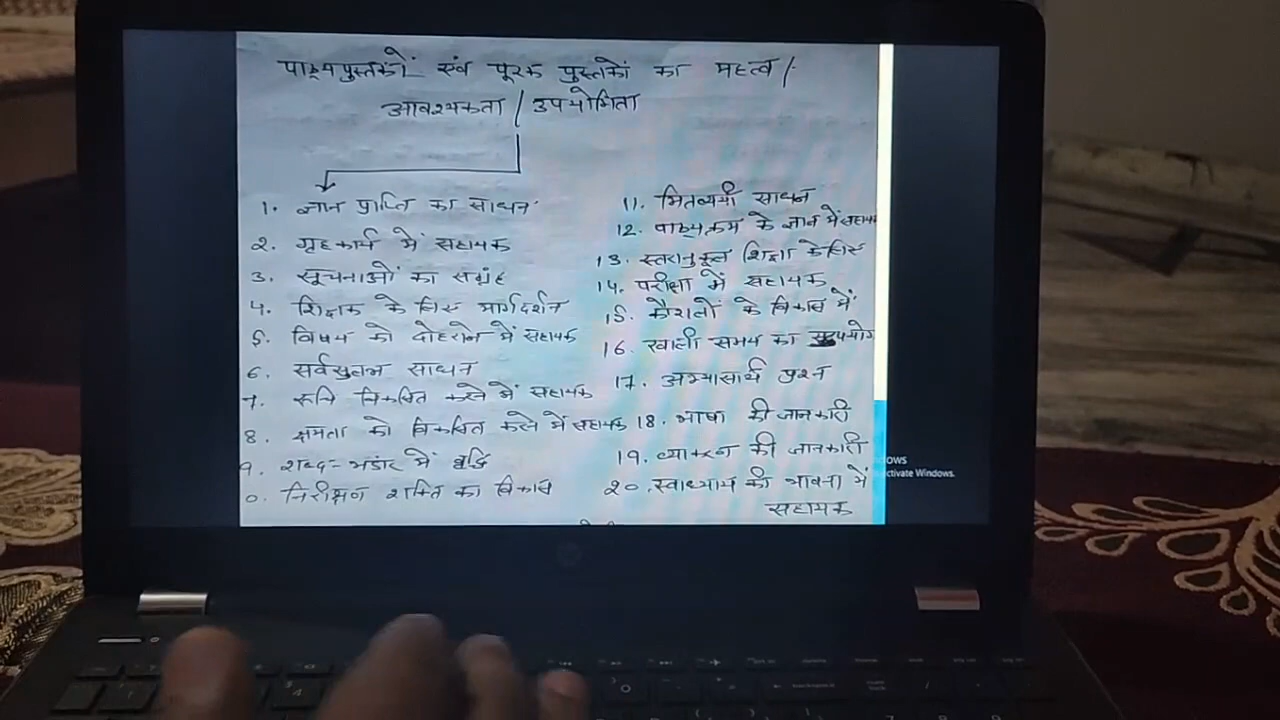 पाठ्यपुस्तकों एवं पूरक पुस्तकों का महत्व /
आवश्यकता / उपयोगिता
1. ज्ञान प्राप्ति का साधन
2. गृहकार्य में सहायक
3. सूचनाओं का संग्रह
4. शिक्षक के लिए मार्गदर्शन
5. विषय को दोहराने में सहायक
6. सर्वसुलभ साधन
7. रूचि विकसित करने में सहायक
8. क्षमता को विकसित करने में सहायक
9. शब्द-भंडार में वृद्धि
0. निरीक्षण शक्ति का विकास
11. मितव्ययी साधन
12. पाठ्यक्रम के ज्ञान में सहायक
13. स्तरानुकूल शिक्षा के लिए
14. परीक्षा में सहायक
15. कौशलों के विकास में
16. खाली समय का
17. अभ्यासार्थ प्रश्न
18. भाषा की जानकारी
19. व्याकरण की जानकारी
20. स्वाध्याय की भावना में
सहायक
dows
activate Windows.